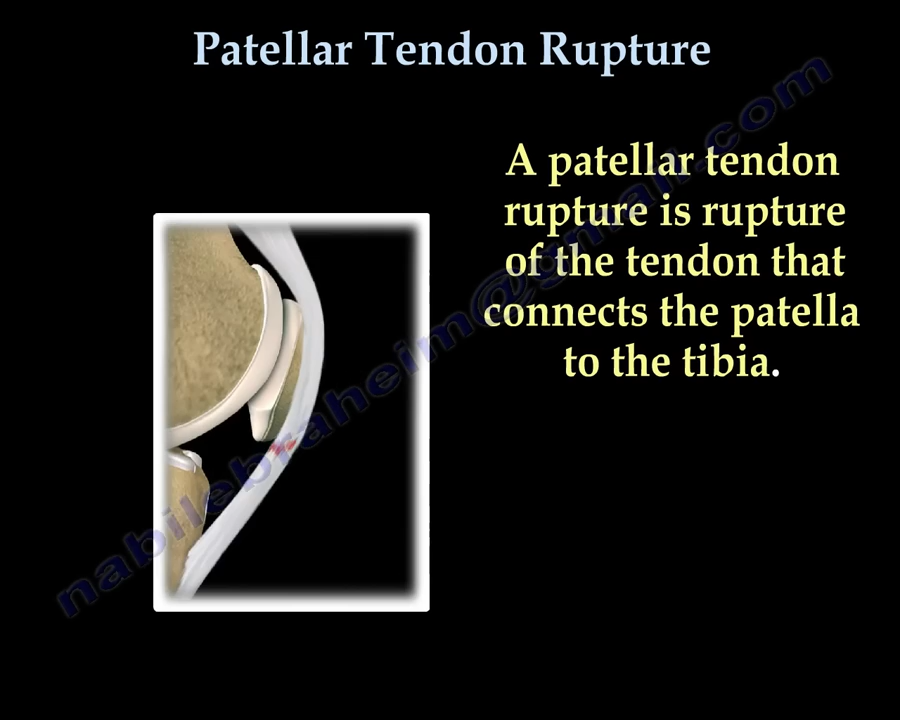 Patellar Tendon Rupture
A patellar tendon
rupture is rupture
of the tendon that
connects the patella
to the tibia.
nabilebraheim@gmail.com